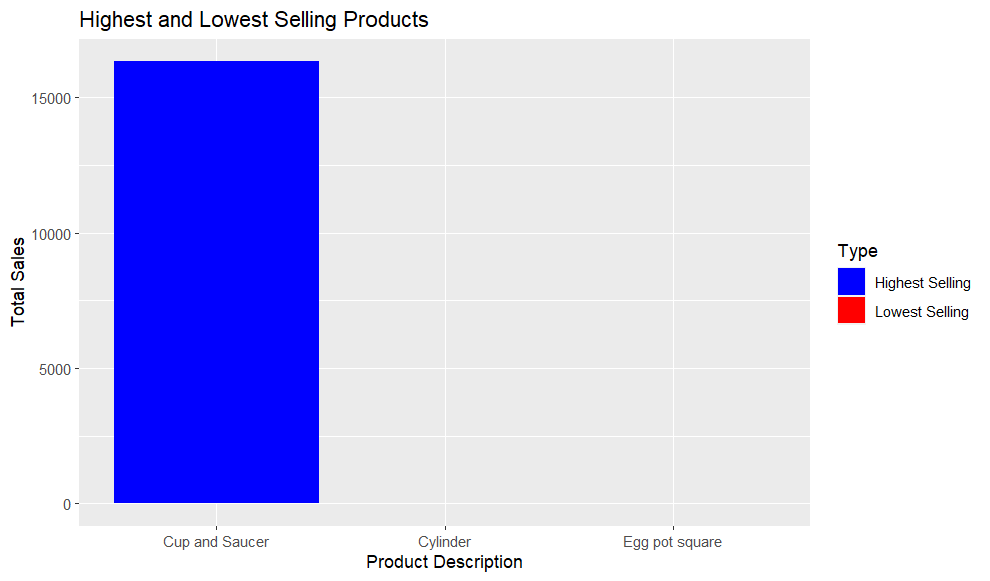 Highest and Lowest Selling Products
Total Sales
15000
10000
5000
0
Cup and Saucer
Cylinder
Egg pot square
Product Description
Type
Highest Selling
Lowest Selling